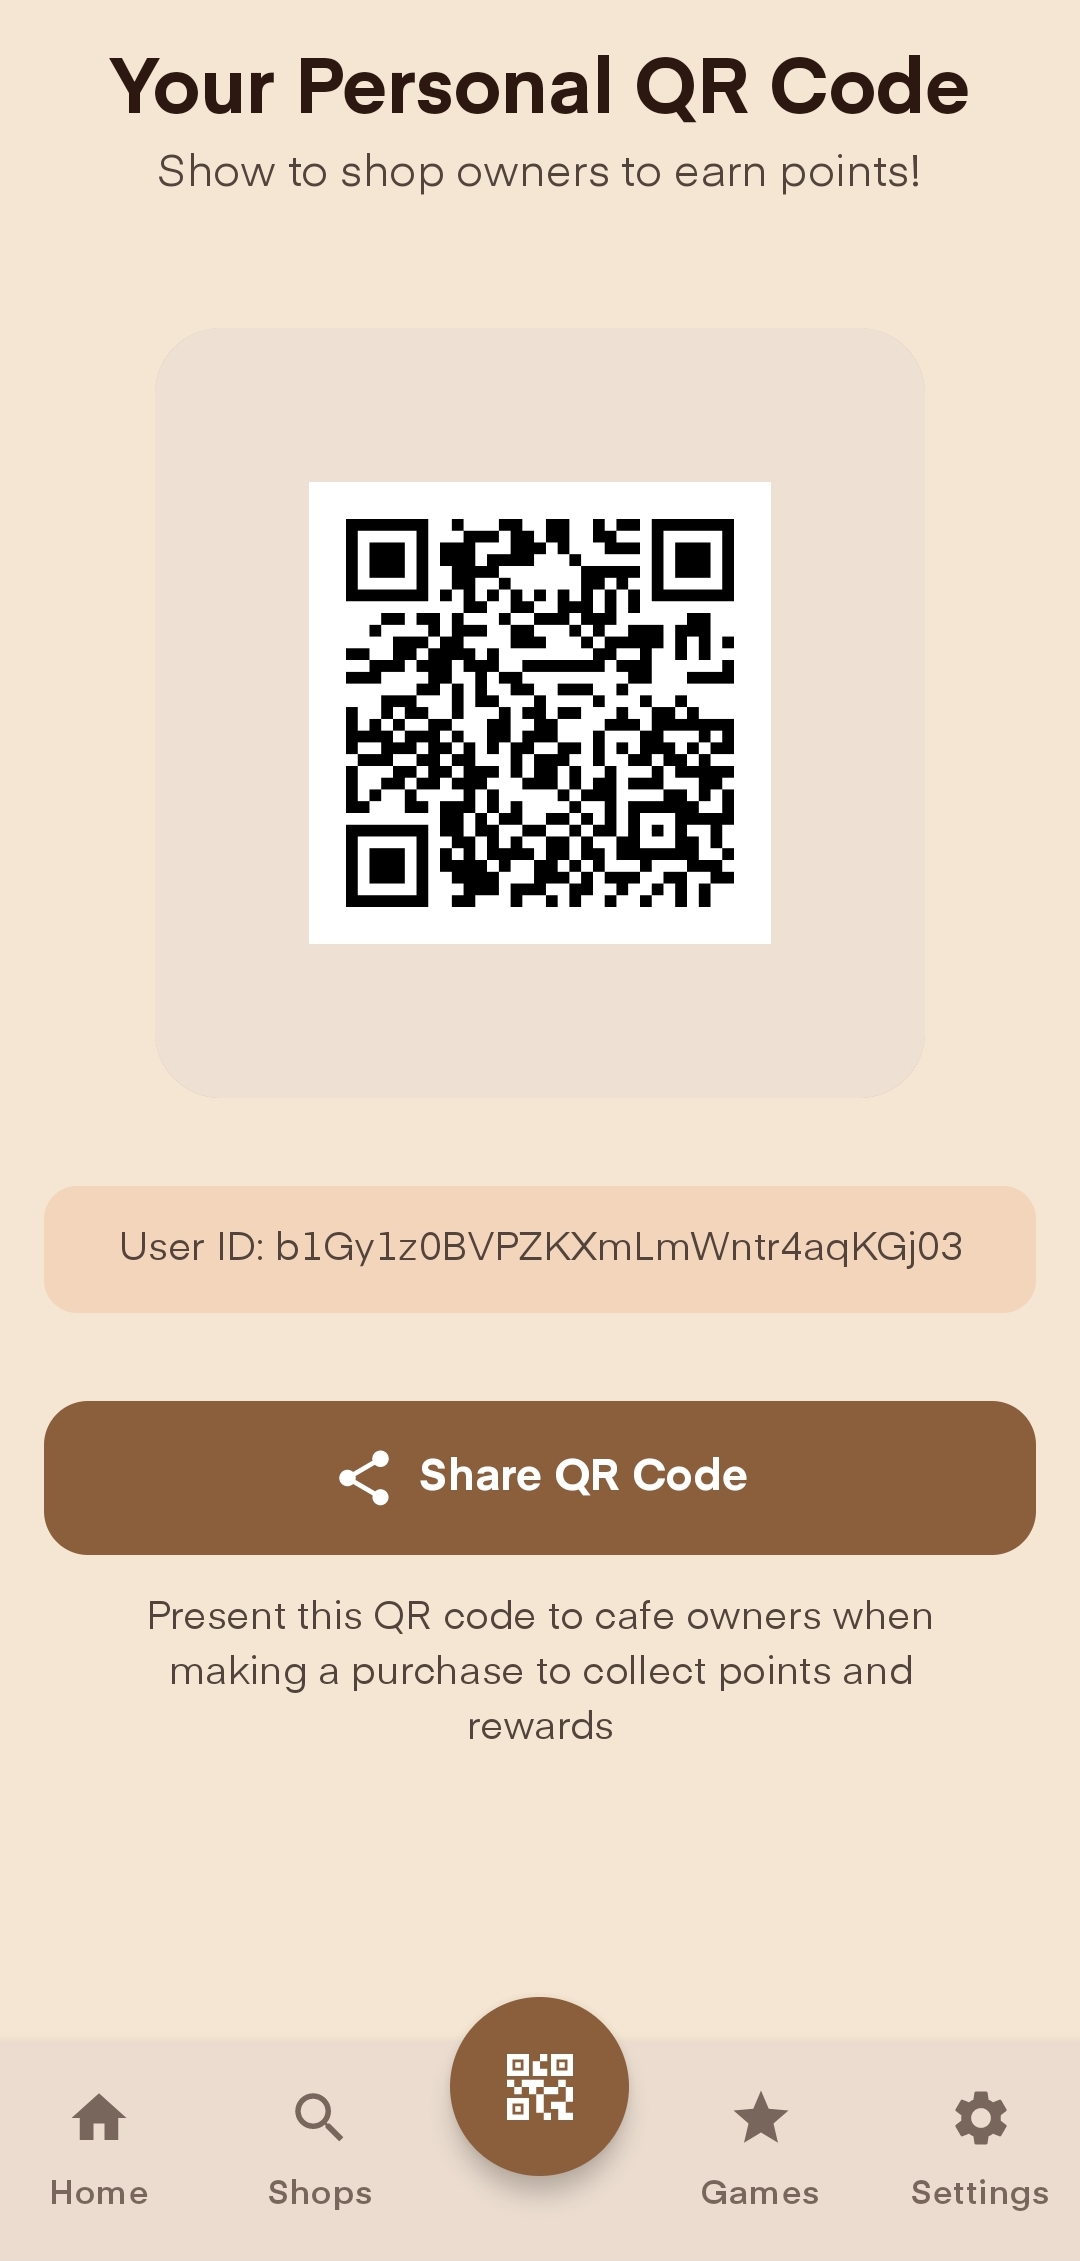 Your Personal QR Code
Show to shop owners to earn points!
User ID: b1Gy1z0BVPZKXmLmWntr4aqKGj03
Share QR Code
Present this QR code to cafe owners when
making a purchase to collect points and
rewards
Home
Shops
Games
Settings